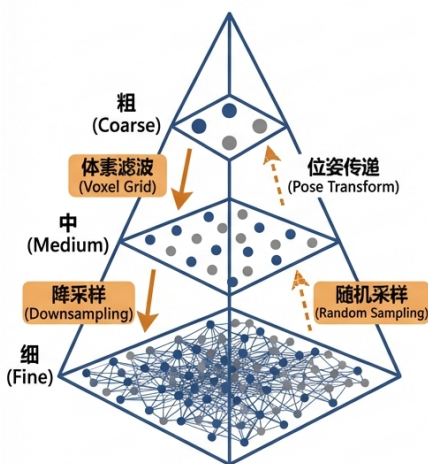 粗
(Coarse)
体素滤波
(Voxel Grid)
位姿传递
(Pose Transform)
中
(Medium)
降采样
(Downsampling)
随机采样
(Random Sampling)
细
(Fine)